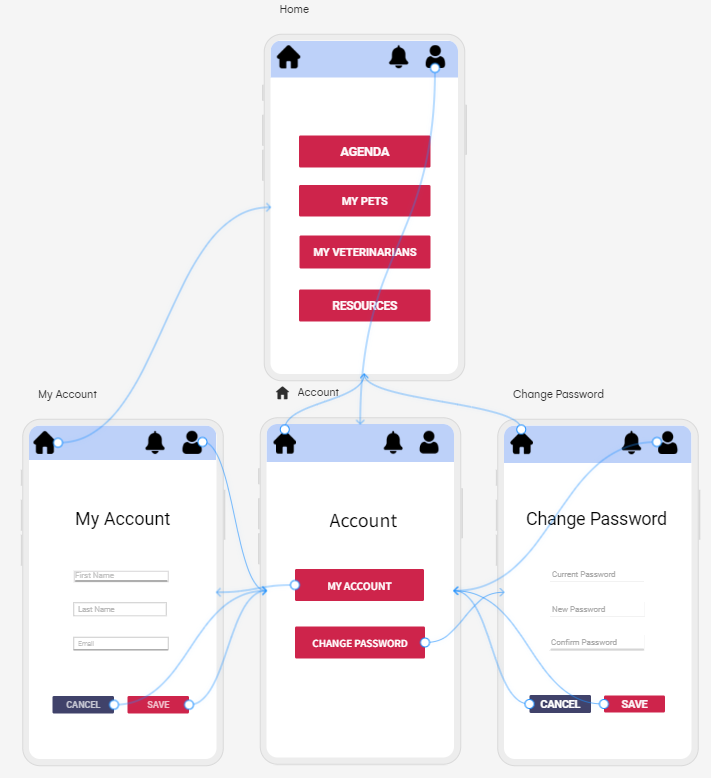 Home
AGENDA
MY PETS
MY VETERINARIANS
RESOURCES
My Account
Account
Change Password
My Account
First Name
Last Name
Email
CANCEL
SAVE
Account
MY ACCOUNT
CHANGE PASSWORD
Change Password
Current Password
New Password
Confirm Password
CANCEL
SAVE